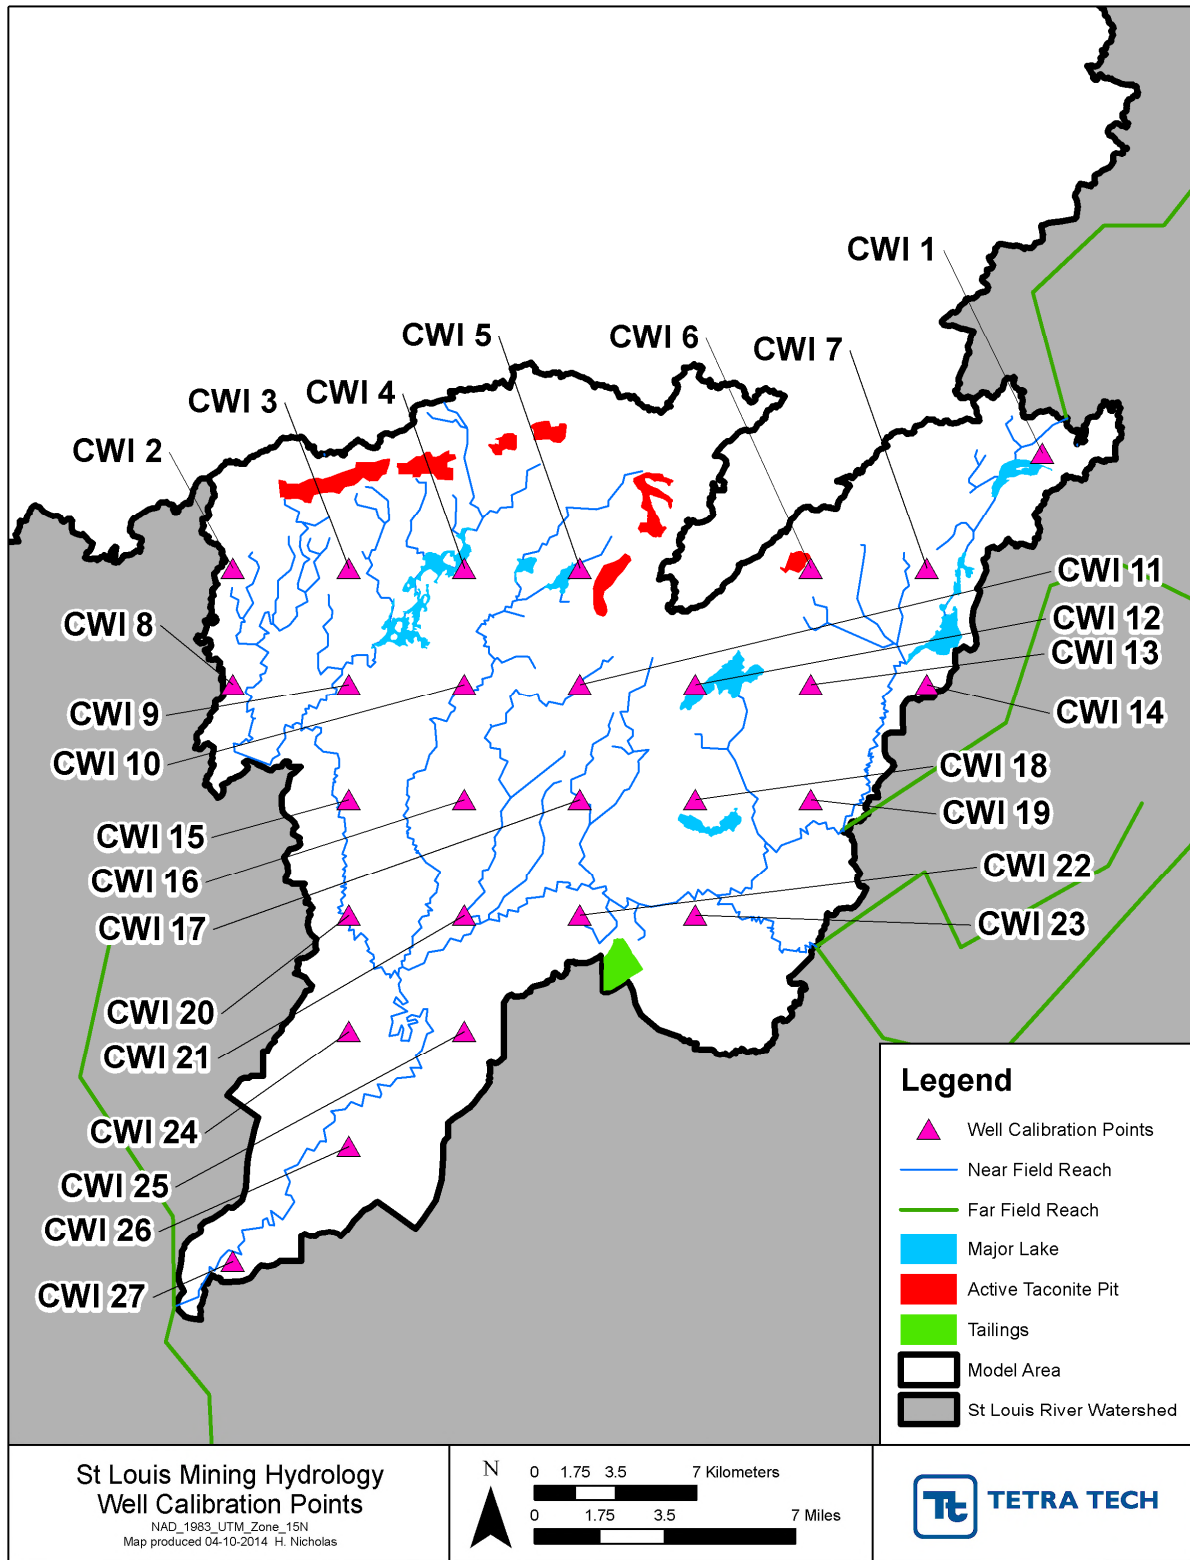 CWI 1
CWI 5
CWI 6
CWI 7
CWI 4
CWI 3
CWI 2
CWI 11
CWI 12
CWI 8
CWI 13
CWI 9
CWI 14
CWI 10
CWI 18
CWI 19
CWI 15
CWI 22
CWI 16
CWI 17
CWI 23
CWI 20
CWI 21
CWI 24
CWI 25
CWI 26
CWI 27
Legend
Well Calibration Points
Near Field Reach
Far Field Reach
Major Lake
Active Taconite Pit
Tailings
Model Area
St Louis River Watershed
St Louis Mining Hydrology
Well Calibration Points
NAD_1983_UTM_Zone_15N
Map produced 04-10-2014 H. Nicholas
N
0 1.75 3.5 7 Kilometers
0 1.75 3.5 7 Miles
Tt TETRA TECH